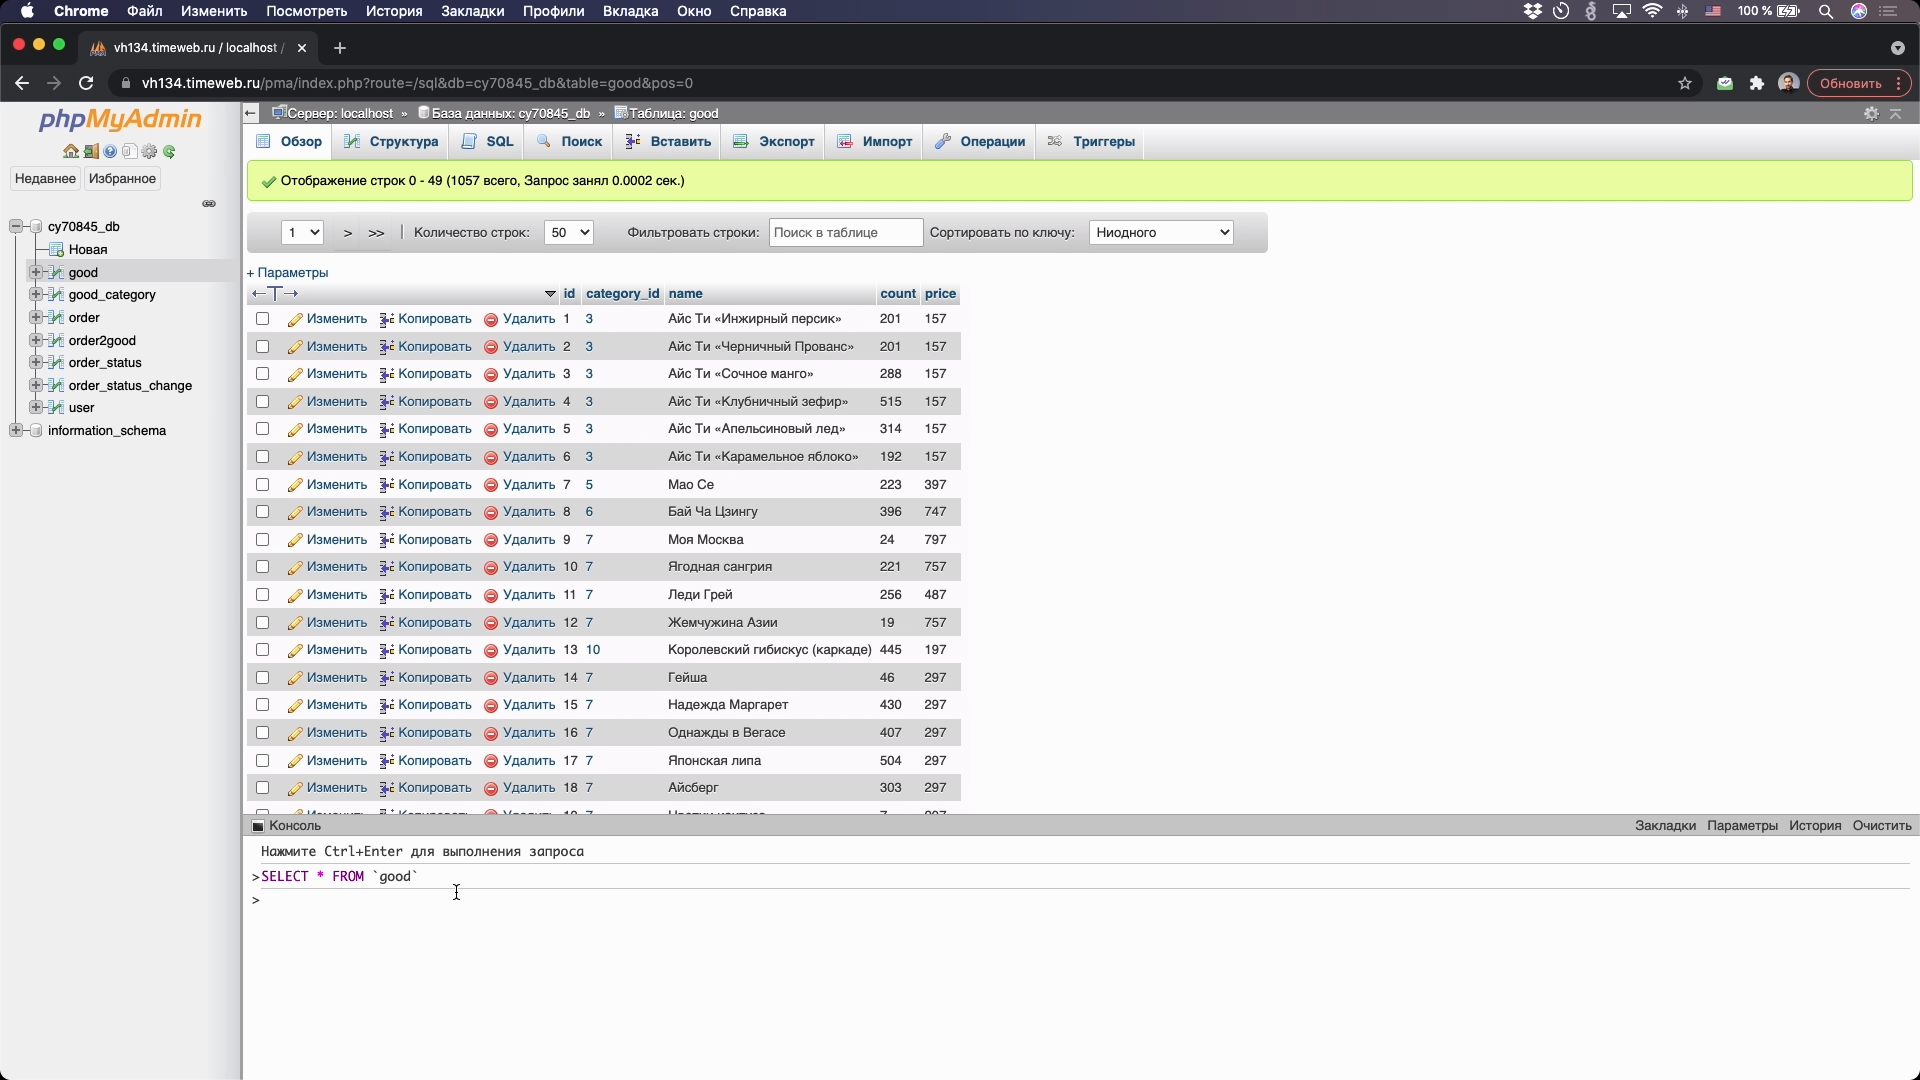 Chrome Файл Изменить Посмотреть История Закладки Профили Вкладка Окно Справка 100 %
vh134.timeweb.ru / localhost /
vh134.timeweb.ru/pma/index.php?route=/sql&db=cy70845_db&table=good&pos=0 Обновить
phpMyAdmin
Недавнее Избранное
cy70845_db
Новая
good
good_category
order
order2good
order_status
order_status_change
user
information_schema
Сервер: localhost » База данных: cy70845_db » Таблица: good
Обзор Структура SQL Поиск Вставить Экспорт Импорт Операции Триггеры
Отображение строк 0 - 49 (1057 всего, Запрос занял 0.0002 сек.)
1 > >> | Количество строк: 50 Фильтровать строки: Поиск в таблице Сортировать по ключу: Ниодного
+ Параметры
←T→ id category_id name count price
Изменить Копировать Удалить 1 3 Айс Ти «Инжирный персик» 201 157
Изменить Копировать Удалить 2 3 Айс Ти «Черничный Прованс» 201 157
Изменить Копировать Удалить 3 3 Айс Ти «Сочное манго» 288 157
Изменить Копировать Удалить 4 3 Айс Ти «Клубничный зефир» 515 157
Изменить Копировать Удалить 5 3 Айс Ти «Апельсиновый лед» 314 157
Изменить Копировать Удалить 6 3 Айс Ти «Карамельное яблоко» 192 157
Изменить Копировать Удалить 7 5 Мао Се 223 397
Изменить Копировать Удалить 8 6 Бай Ча Цзингу 396 747
Изменить Копировать Удалить 9 7 Моя Москва 24 797
Изменить Копировать Удалить 10 7 Ягодная сангрия 221 757
Изменить Копировать Удалить 11 7 Леди Грей 256 487
Изменить Копировать Удалить 12 7 Жемчужина Азии 19 757
Изменить Копировать Удалить 13 10 Королевский гибискус (каркаде) 445 197
Изменить Копировать Удалить 14 7 Гейша 46 297
Изменить Копировать Удалить 15 7 Надежда Маргарет 430 297
Изменить Копировать Удалить 16 7 Однажды в Вегасе 407 297
Изменить Копировать Удалить 17 7 Японская липа 504 297
Изменить Копировать Удалить 18 7 Айсберг 303 297
Консоль Закладки Параметры История Очистить
Нажмите Ctrl+Enter для выполнения запроса
>SELECT * FROM `good`
>